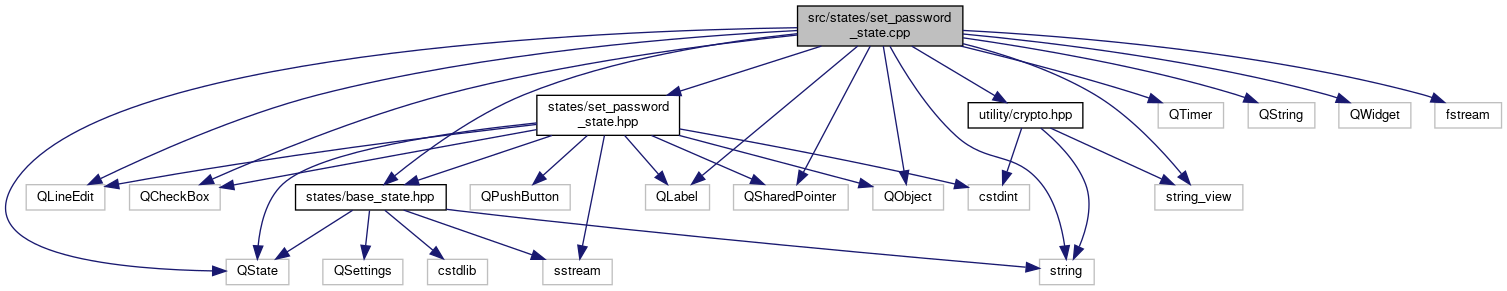 src/states/set_password
_state.cpp
states/set_password
_state.hpp
utility/crypto.hpp
QTimer
QString
QWidget
fstream
QLineEdit
QCheckBox
states/base_state.hpp
QPushButton
QLabel
QSharedPointer
QObject
cstdint
string_view
QState
QSettings
cstdlib
sstream
string